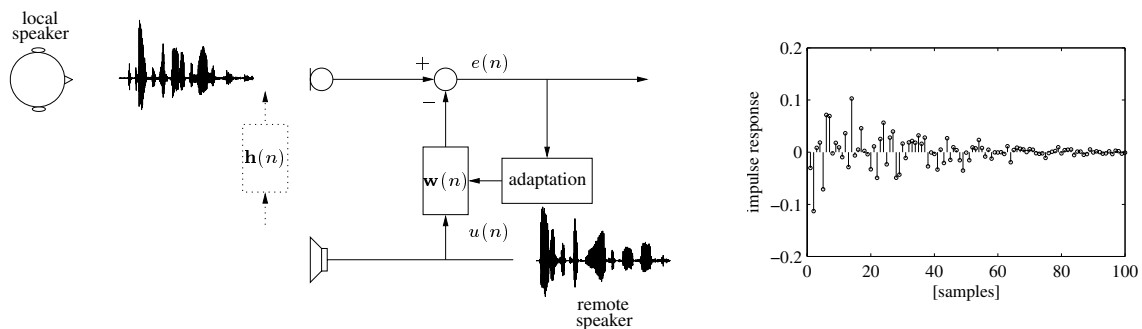 local
speaker
+
e(n)
−
h(n)
w(n)
adaptation
u(n)
remote
speaker
0.2
0.1
0
−0.1
−0.2
impulse response
0 20 40 60 80 100
[samples]